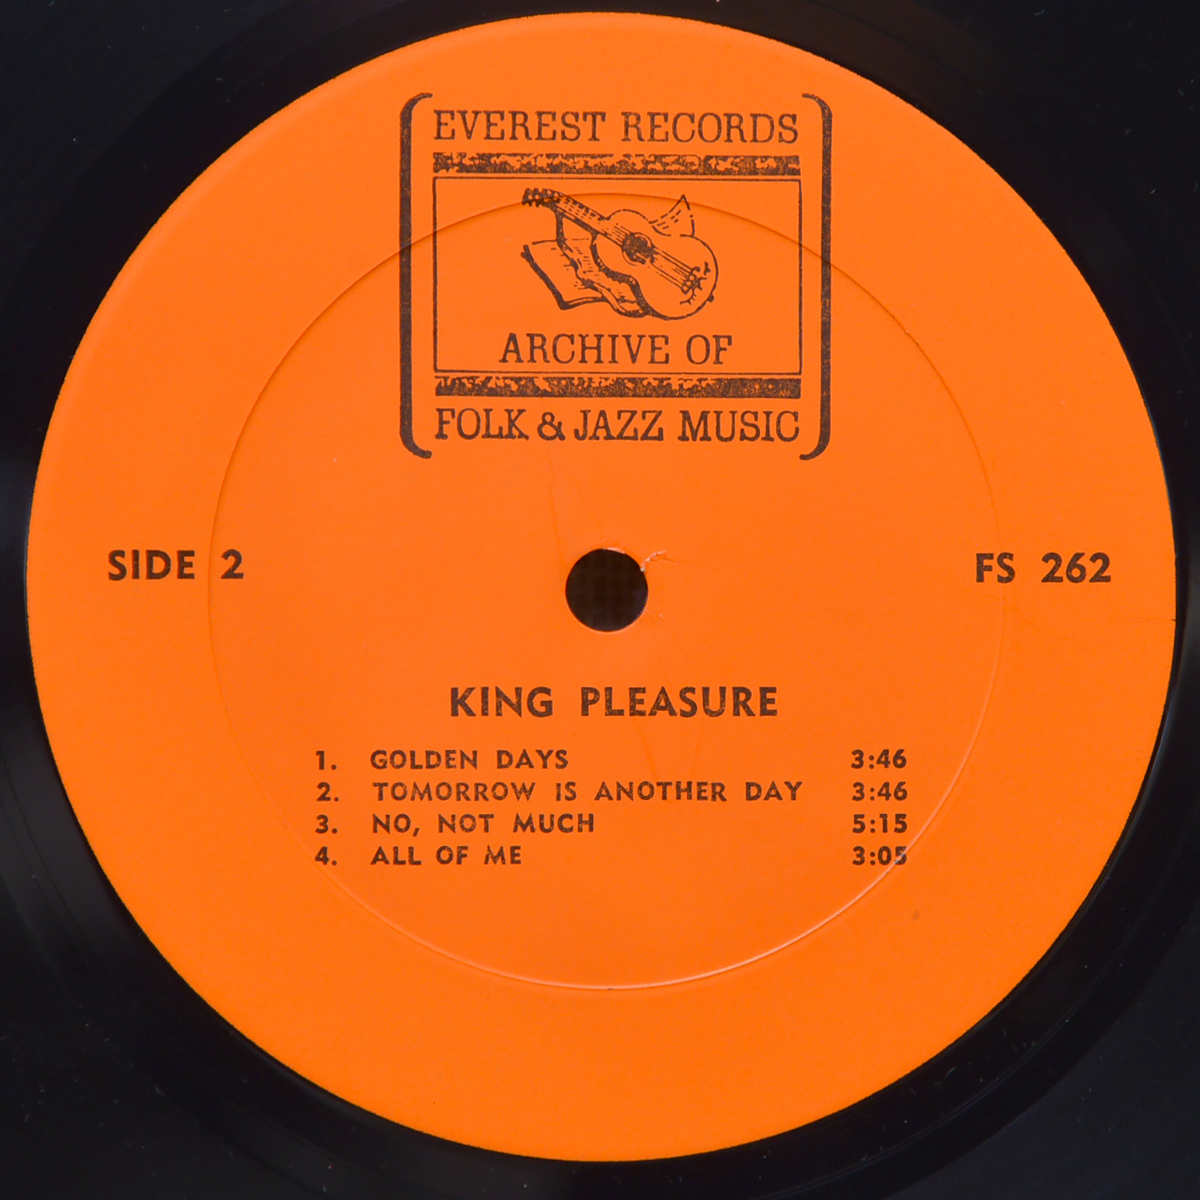 EVEREST RECORDS
ARCHIVE OF
FOLK & JAZZ MUSIC
SIDE 2
FS 262
KING PLEASURE
1. GOLDEN DAYS 3:46
2. TOMORROW IS ANOTHER DAY 3:46
3. NO, NOT MUCH 5:15
4. ALL OF ME 3:05